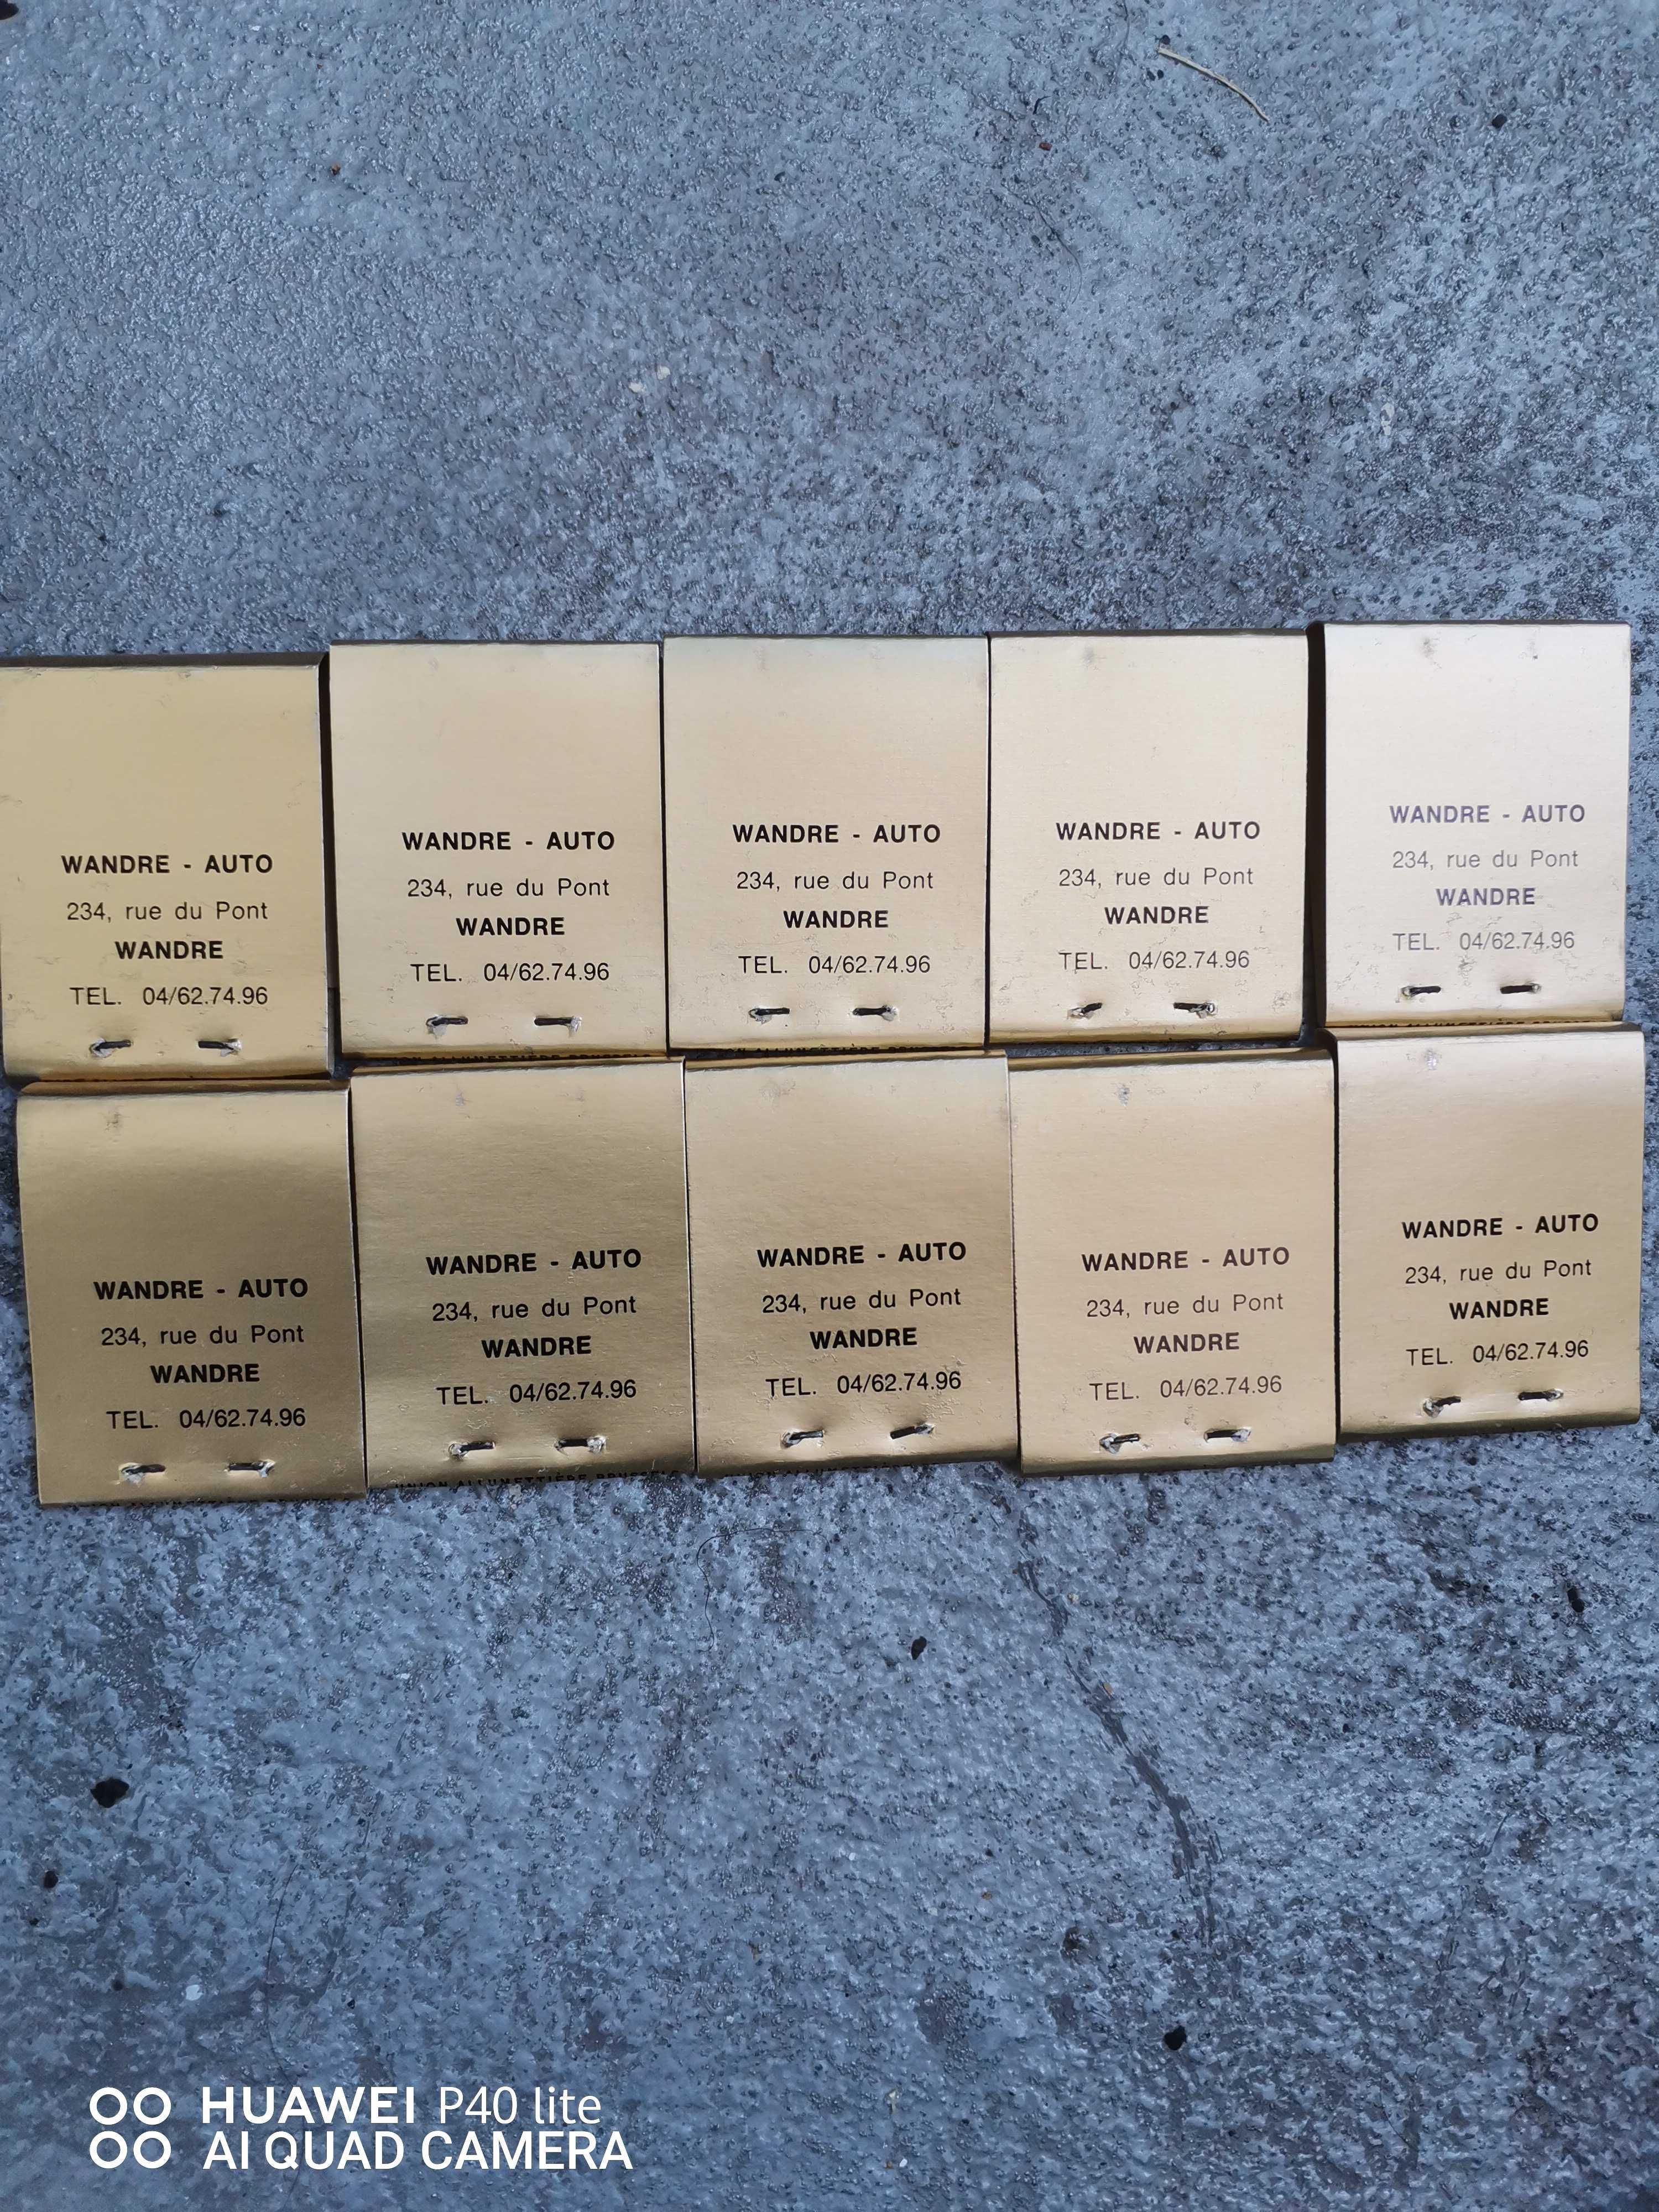 WANDRE - AUTO
234, rue du Pont
WANDRE
TEL. 04/62.74.96
WANDRE - AUTO
234, rue du Pont
WANDRE
TEL. 04/62.74.96
WANDRE - AUTO
234, rue du Pont
WANDRE
TEL. 04/62.74.96
WANDRE - AUTO
234, rue du Pont
WANDRE
TEL. 04/62.74.96
WANDRE - AUTO
234, rue du Pont
WANDRE
TEL. 04/62.74.96
WANDRE - AUTO
234, rue du Pont
WANDRE
TEL. 04/62.74.96
WANDRE - AUTO
234, rue du Pont
WANDRE
TEL. 04/62.74.96
UNION ALLUMETTIÈRE BRUSSELS
WANDRE - AUTO
234, rue du Pont
WANDRE
TEL. 04/62.74.96
WANDRE - AUTO
234, rue du Pont
WANDRE
TEL. 04/62.74.96
WANDRE - AUTO
234, rue du Pont
WANDRE
TEL. 04/62.74.96
HUAWEI P40 lite
AI QUAD CAMERA